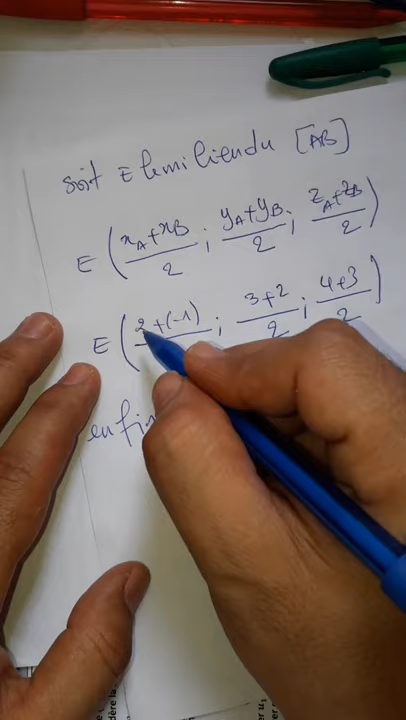 soit E le milieu du [AB]
E ( (xA+xB)/2 ; (yA+yB)/2 ; (zA+zB)/2 )
E ( 2+(-1) ; (3+2)/2 ; (4+3)/2 )
enfin